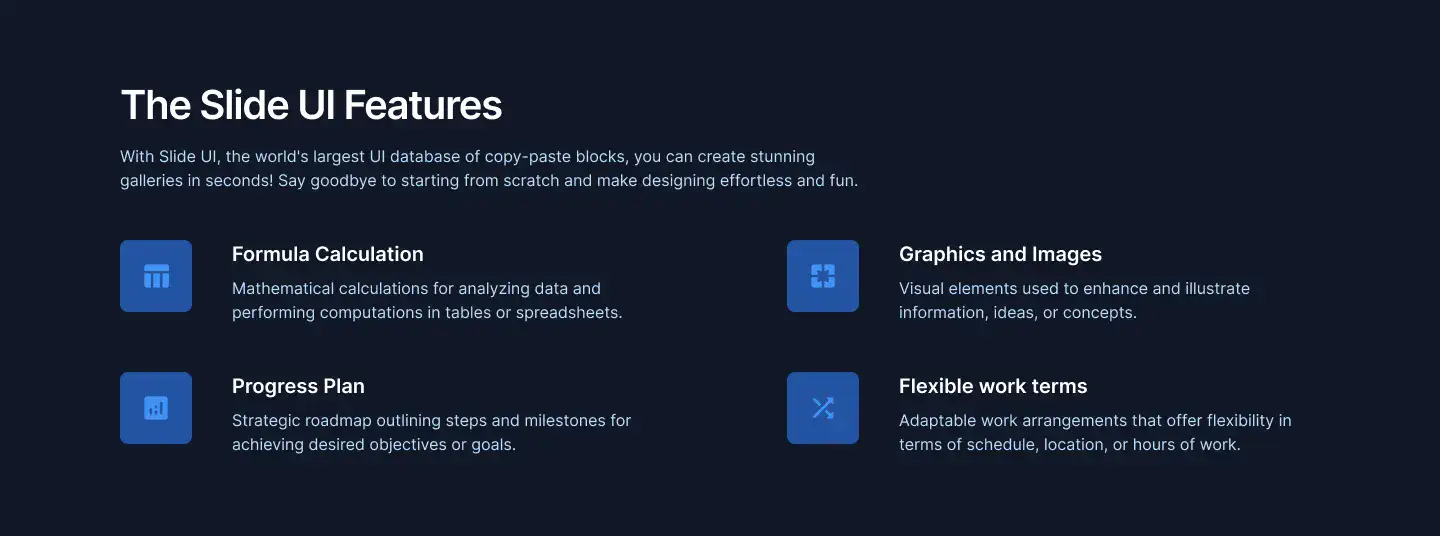 The Slide UI Features
With Slide UI, the world's largest UI database of copy-paste blocks, you can create stunning
galleries in seconds! Say goodbye to starting from scratch and make designing effortless and fun.
Formula Calculation
Mathematical calculations for analyzing data and
performing computations in tables or spreadsheets.
Graphics and Images
Visual elements used to enhance and illustrate
information, ideas, or concepts.
Progress Plan
Strategic roadmap outlining steps and milestones for
achieving desired objectives or goals.
Flexible work terms
Adaptable work arrangements that offer flexibility in
terms of schedule, location, or hours of work.